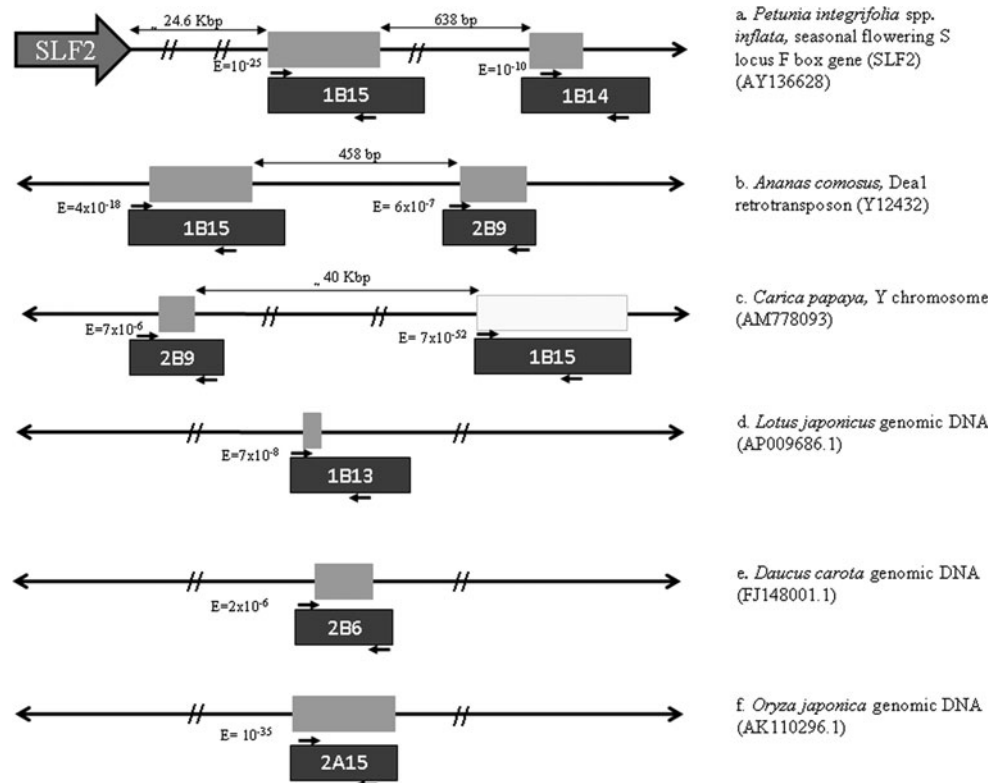 24.6 Kbp
638 bp
SLF2
E=10-25
E=10-10
1B15
1B14
a. Petunia integrifolia spp.
inflata, seasonal flowering S
locus F box gene (SLF2)
(AY136628)
458 bp
E=4x10-18
E= 6x10-7
1B15
2B9
b. Ananas comosus, Dea1
retrotransposon (Y12432)
40 Kbp
E=7x10-6
E= 7x10-52
2B9
1B15
c. Carica papaya, Y chromosome
(AM778093)
E=7x10-8
1B13
d. Lotus japonicus genomic DNA
(AP009686.1)
E=2x10-6
2B6
e. Daucus carota genomic DNA
(FJ148001.1)
E= 10-35
2A15
f. Oryza japonica genomic DNA
(AK110296.1)